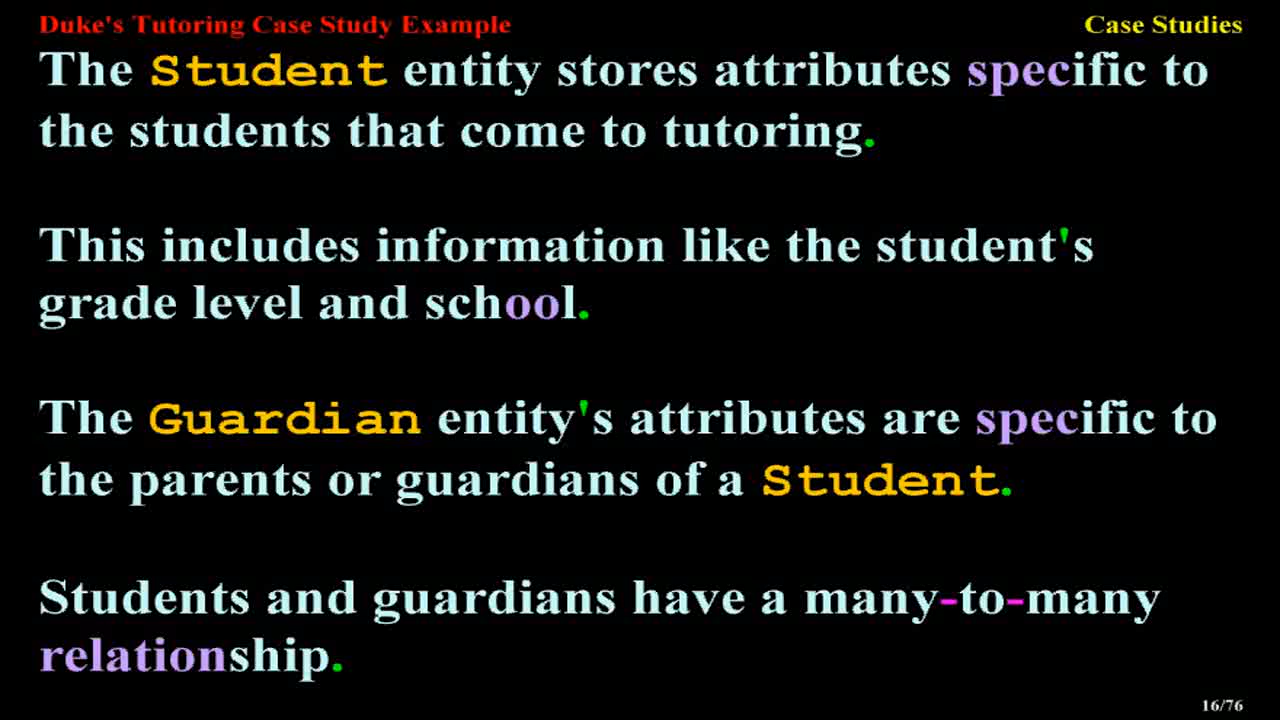 Duke's Tutoring Case Study Example
Case Studies
The Student entity stores attributes specific to
the students that come to tutoring.
This includes information like the student's
grade level and school.
The Guardian entity's attributes are specific to
the parents or guardians of a Student.
Students and guardians have a many-to-many
relationship.
16/76